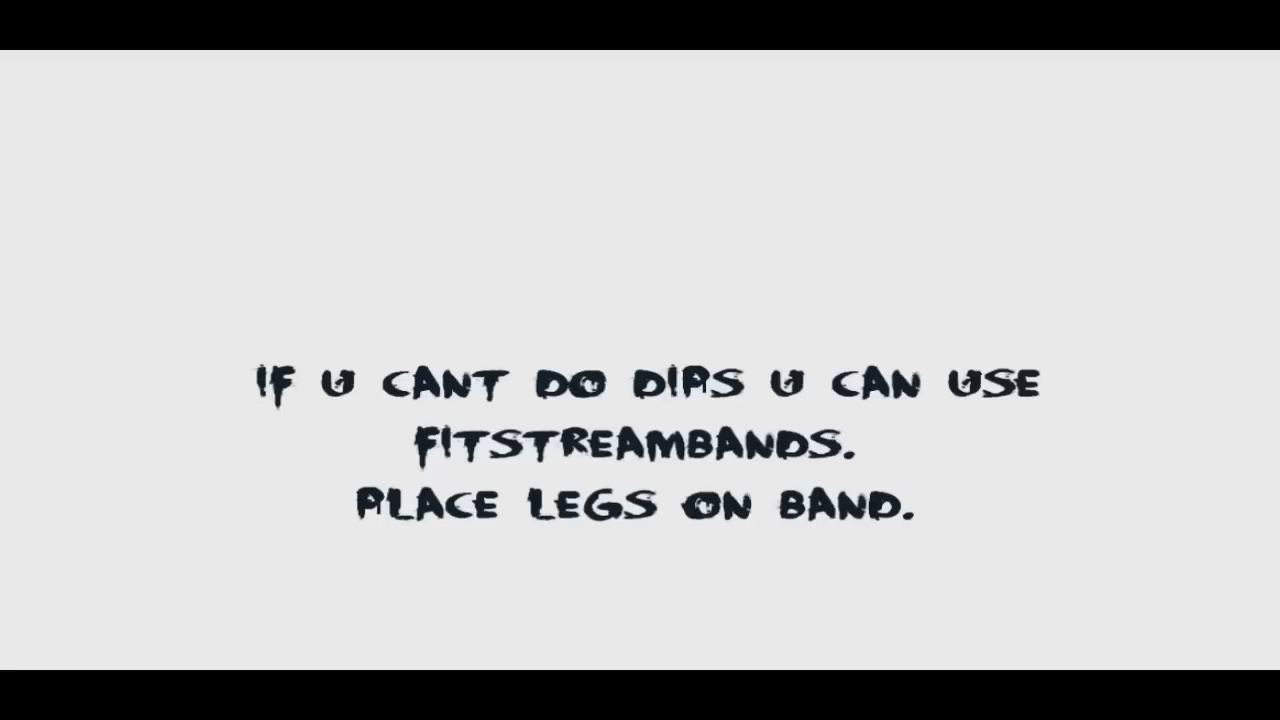 IF U CANT DO DIPS U CAN USE
FITSTREAMBANDS.
PLACE LEGS ON BAND.